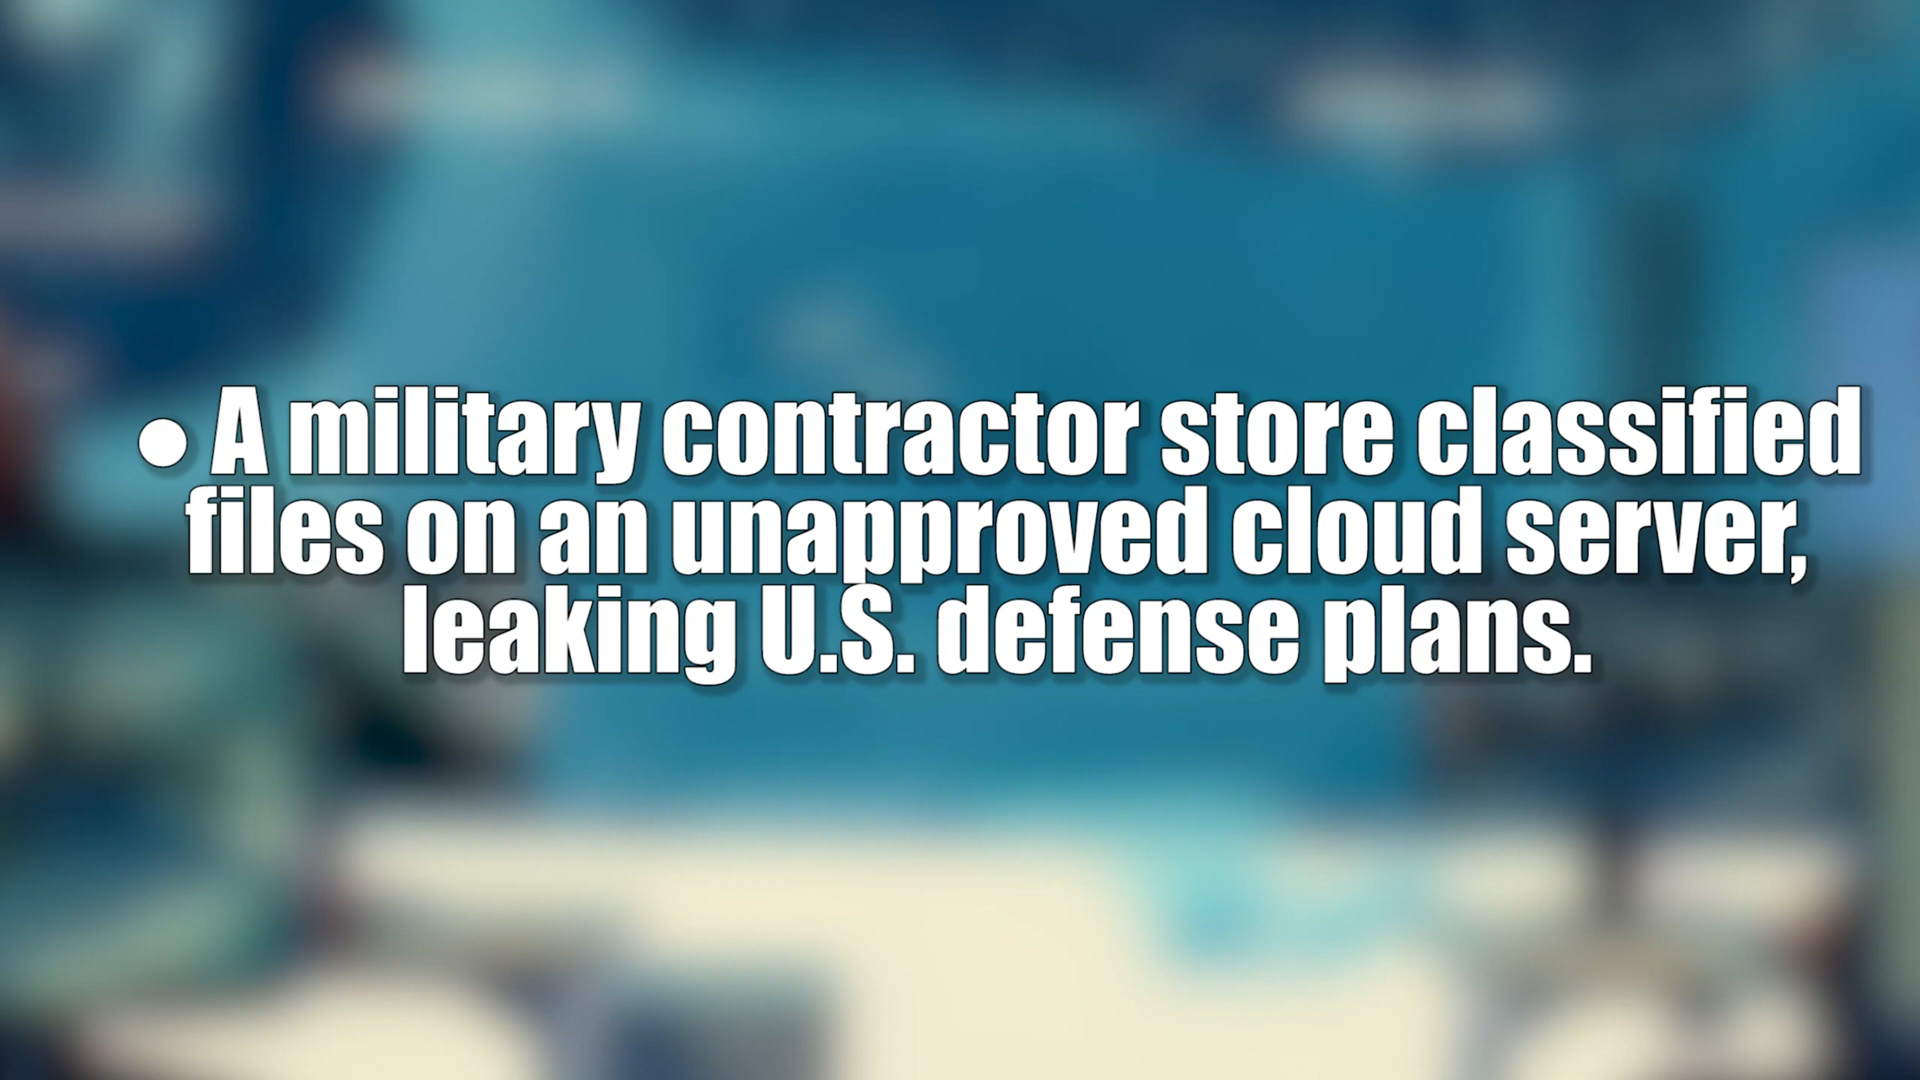 • A military contractor store classified
files on an unapproved cloud server,
leaking U.S. defense plans.